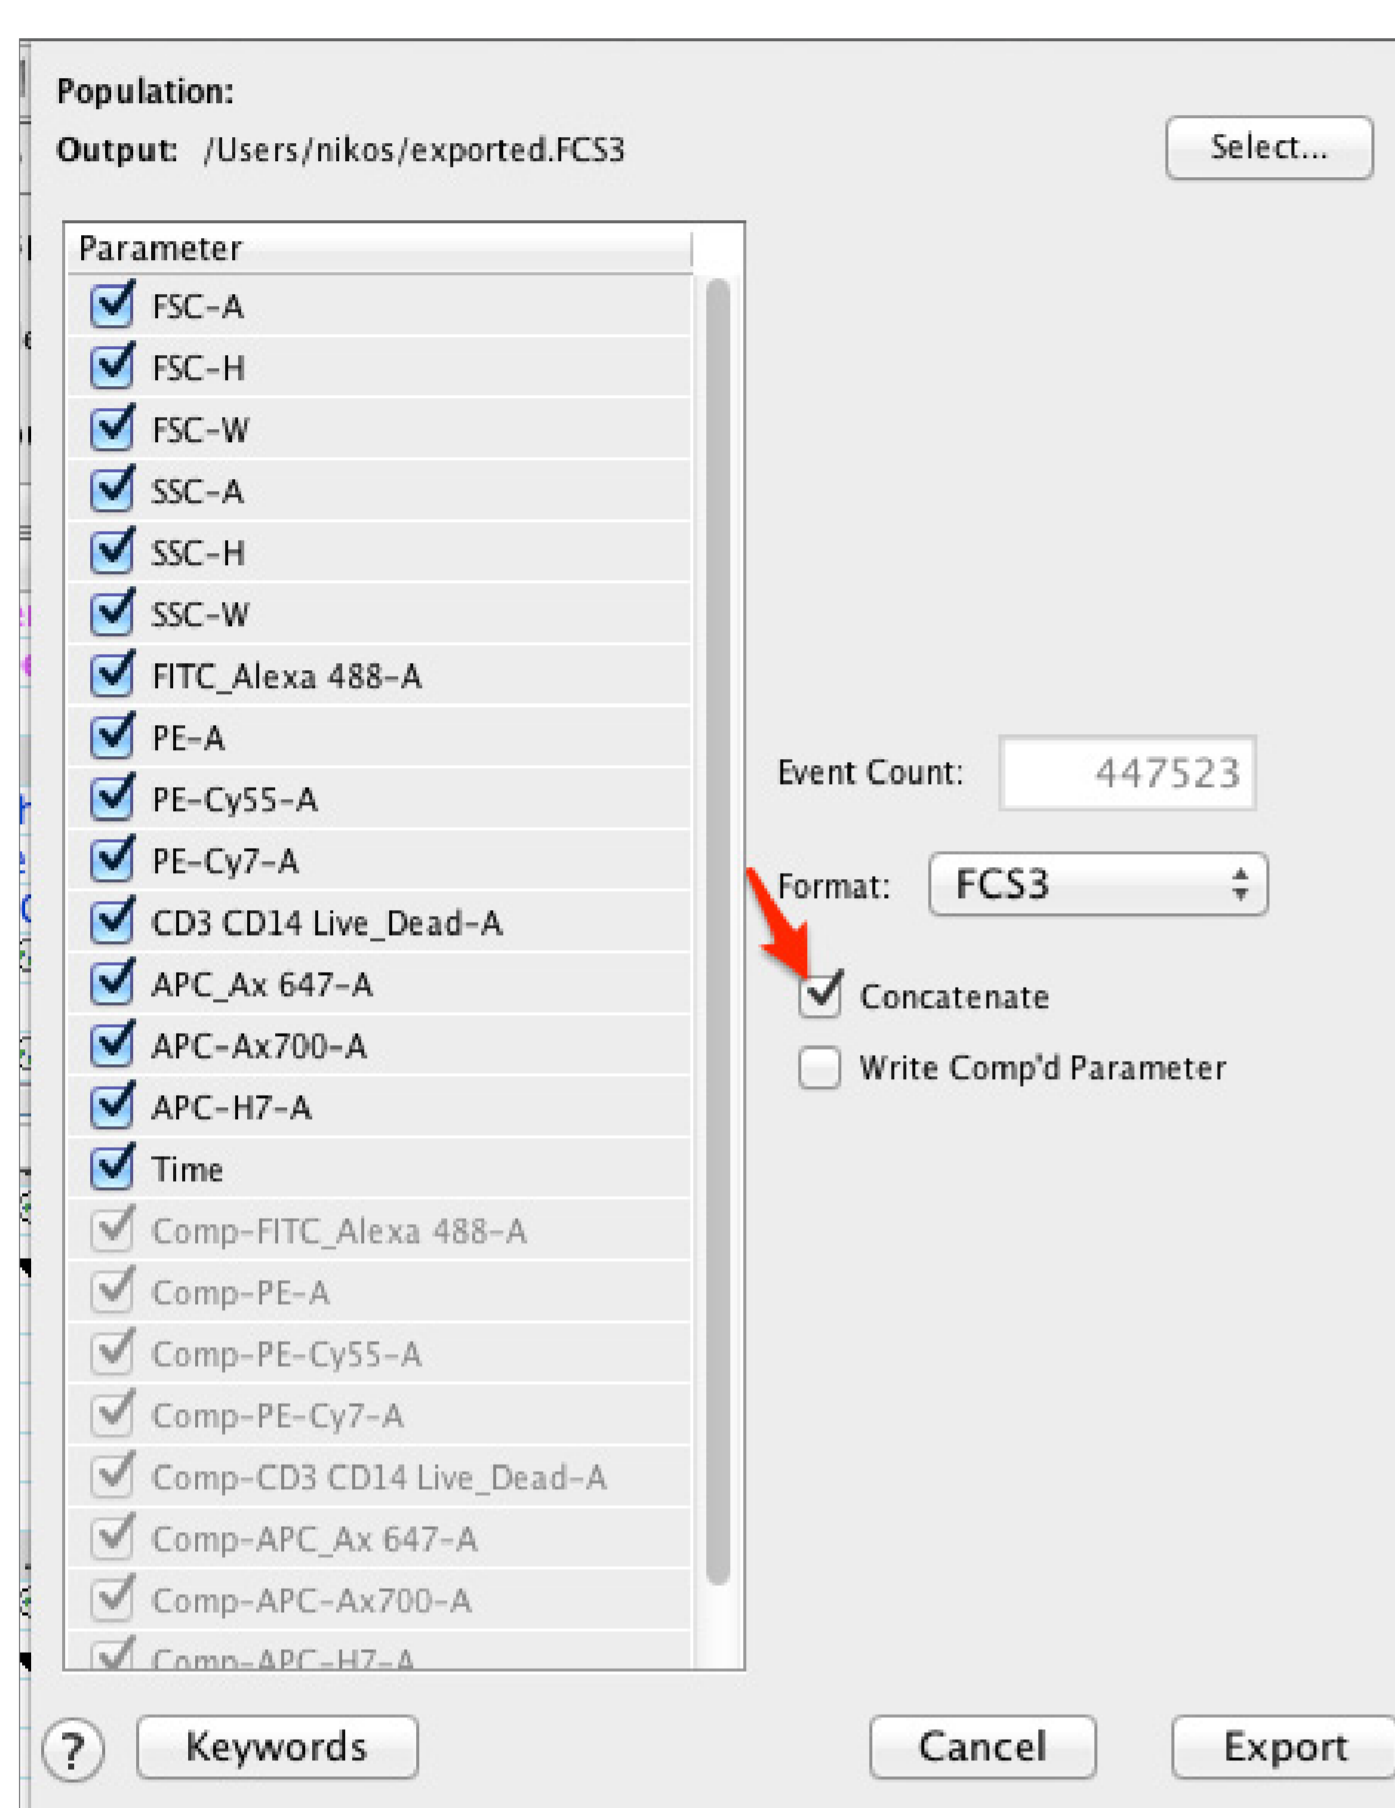 Population:
Output: /Users/nikos/exported.FCS3
Select...
Parameter
FSC-A
FSC-H
FSC-W
SSC-A
SSC-H
SSC-W
FITC_Alexa 488-A
PE-A
PE-Cy55-A
PE-Cy7-A
CD3 CD14 Live_Dead-A
APC_Ax 647-A
APC-Ax700-A
APC-H7-A
Time
Comp-FITC_Alexa 488-A
Comp-PE-A
Comp-PE-Cy55-A
Comp-PE-Cy7-A
Comp-CD3 CD14 Live_Dead-A
Comp-APC_Ax 647-A
Comp-APC-Ax700-A
Comp-APC-H7-A
Event Count: 447523
Format: FCS3
Concatenate
Write Comp'd Parameter
?
Keywords
Cancel
Export